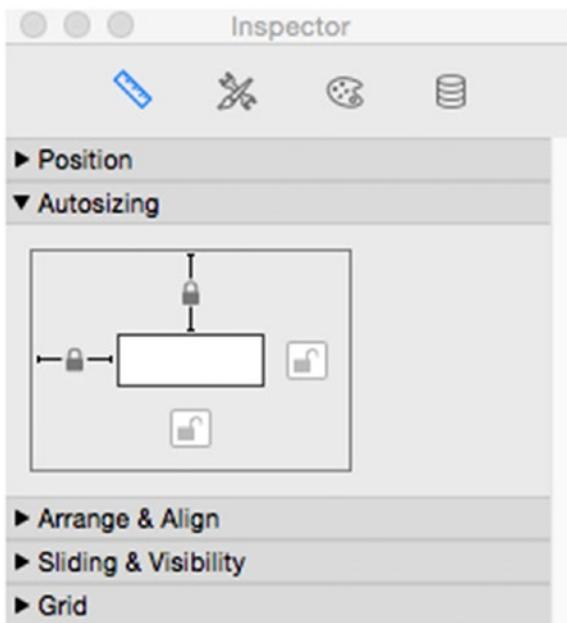 Inspector
Position
Autosizing
Arrange & Align
Sliding & Visibility
Grid